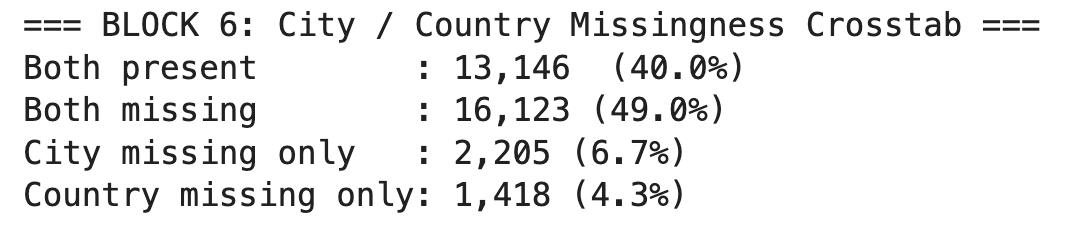 === BLOCK 6: City / Country Missingness Crosstab ===
Both present         : 13,146  (40.0%)
Both missing         : 16,123 (49.0%)
City missing only    : 2,205 (6.7%)
Country missing only: 1,418 (4.3%)